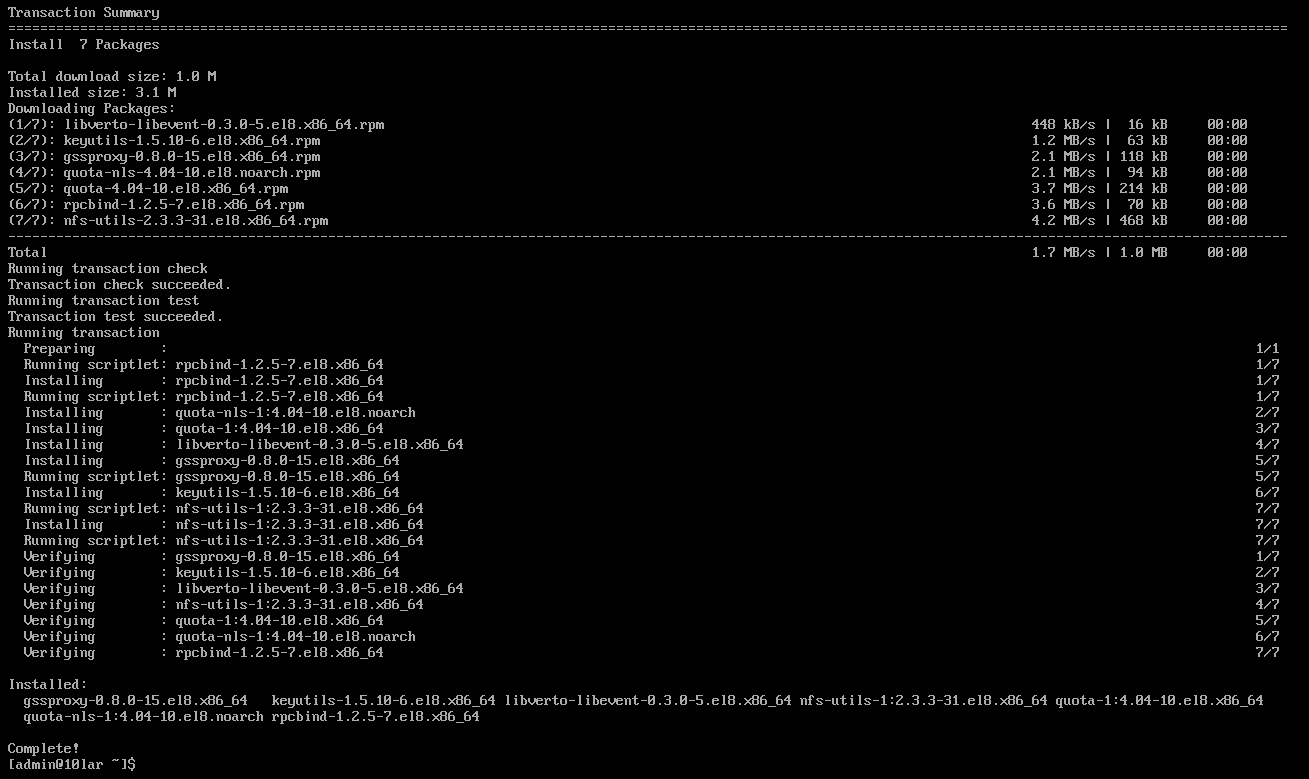 Transaction Summary
================================================================================================================================================================
Install  7 Packages

Total download size: 1.0 M
Installed size: 3.1 M
Downloading Packages:
(1/7): libverto-libevent-0.3.0-5.el8.x86_64.rpm                                                                                 448 kB/s |  16 kB     00:00
(2/7): keyutils-1.5.10-6.el8.x86_64.rpm                                                                                         1.2 MB/s |  63 kB     00:00
(3/7): gssproxy-0.8.0-15.el8.x86_64.rpm                                                                                         2.1 MB/s | 118 kB     00:00
(4/7): quota-nls-4.04-10.el8.noarch.rpm                                                                                         2.1 MB/s |  94 kB     00:00
(5/7): quota-4.04-10.el8.x86_64.rpm                                                                                             3.7 MB/s | 214 kB     00:00
(6/7): rpcbind-1.2.5-7.el8.x86_64.rpm                                                                                           3.6 MB/s |  70 kB     00:00
(7/7): nfs-utils-2.3.3-31.el8.x86_64.rpm                                                                                        4.2 MB/s | 468 kB     00:00
----------------------------------------------------------------------------------------------------------------------------------------------------------------
Total                                                                                                                           1.7 MB/s | 1.0 MB     00:00
Running transaction check
Transaction check succeeded.
Running transaction test
Transaction test succeeded.
Running transaction
  Preparing        :                                                                                                                                        1/1
  Running scriptlet: rpcbind-1.2.5-7.el8.x86_64                                                                                                             1/7
  Installing       : rpcbind-1.2.5-7.el8.x86_64                                                                                                             1/7
  Running scriptlet: rpcbind-1.2.5-7.el8.x86_64                                                                                                             1/7
  Installing       : quota-nls-1:4.04-10.el8.noarch                                                                                                         2/7
  Installing       : quota-1:4.04-10.el8.x86_64                                                                                                             3/7
  Installing       : libverto-libevent-0.3.0-5.el8.x86_64                                                                                                   4/7
  Installing       : gssproxy-0.8.0-15.el8.x86_64                                                                                                           5/7
  Running scriptlet: gssproxy-0.8.0-15.el8.x86_64                                                                                                           5/7
  Installing       : keyutils-1.5.10-6.el8.x86_64                                                                                                           6/7
  Running scriptlet: nfs-utils-1:2.3.3-31.el8.x86_64                                                                                                        7/7
  Installing       : nfs-utils-1:2.3.3-31.el8.x86_64                                                                                                        7/7
  Running scriptlet: nfs-utils-1:2.3.3-31.el8.x86_64                                                                                                        7/7
  Verifying        : gssproxy-0.8.0-15.el8.x86_64                                                                                                           1/7
  Verifying        : keyutils-1.5.10-6.el8.x86_64                                                                                                           2/7
  Verifying        : libverto-libevent-0.3.0-5.el8.x86_64                                                                                                   3/7
  Verifying        : nfs-utils-1:2.3.3-31.el8.x86_64                                                                                                        4/7
  Verifying        : quota-1:4.04-10.el8.x86_64                                                                                                             5/7
  Verifying        : quota-nls-1:4.04-10.el8.noarch                                                                                                         6/7
  Verifying        : rpcbind-1.2.5-7.el8.x86_64                                                                                                             7/7

Installed:
  gssproxy-0.8.0-15.el8.x86_64   keyutils-1.5.10-6.el8.x86_64 libverto-libevent-0.3.0-5.el8.x86_64 nfs-utils-1:2.3.3-31.el8.x86_64 quota-1:4.04-10.el8.x86_64
  quota-nls-1:4.04-10.el8.noarch rpcbind-1.2.5-7.el8.x86_64

Complete!
[admin@10lar ~]$